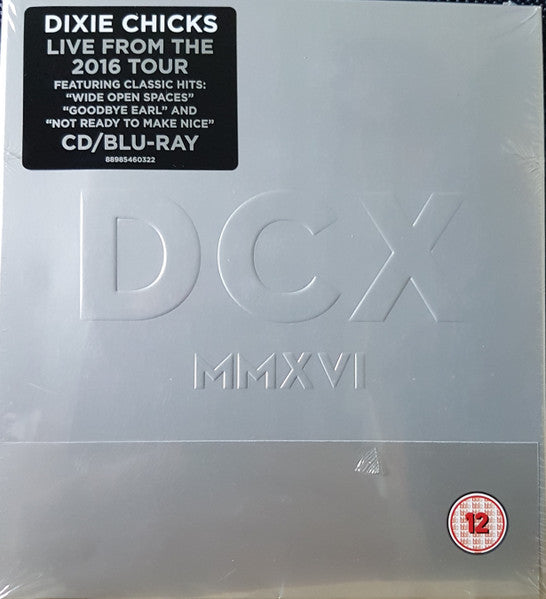 DIXIE CHICKS
LIVE FROM THE
2016 TOUR
FEATURING CLASSIC HITS:
“WIDE OPEN SPACES”
“GOODBYE EARL” AND
“NOT READY TO MAKE NICE”
CD/BLU-RAY
88985460322
DCX
MMXVI
12